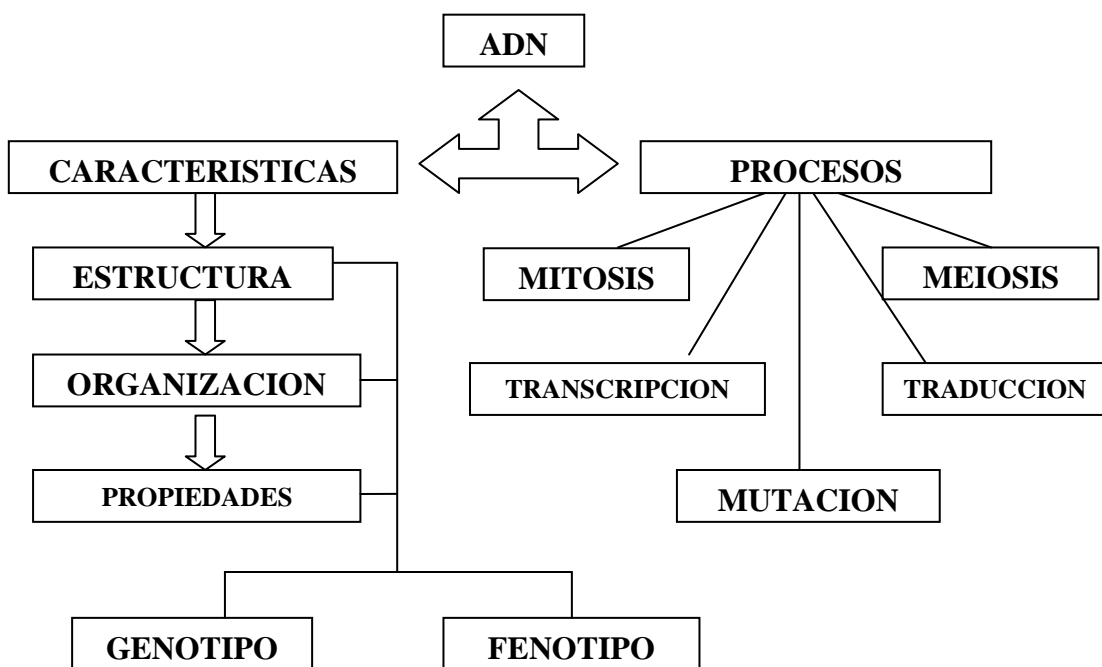 ADN
CARACTERISTICAS
PROCESOS
ESTRUCTURA
MITOSIS
MEIOSIS
ORGANIZACION
TRANSCRIPCION
TRADUCCION
PROPIEDADES
MUTACION
GENOTIPO
FENOTIPO